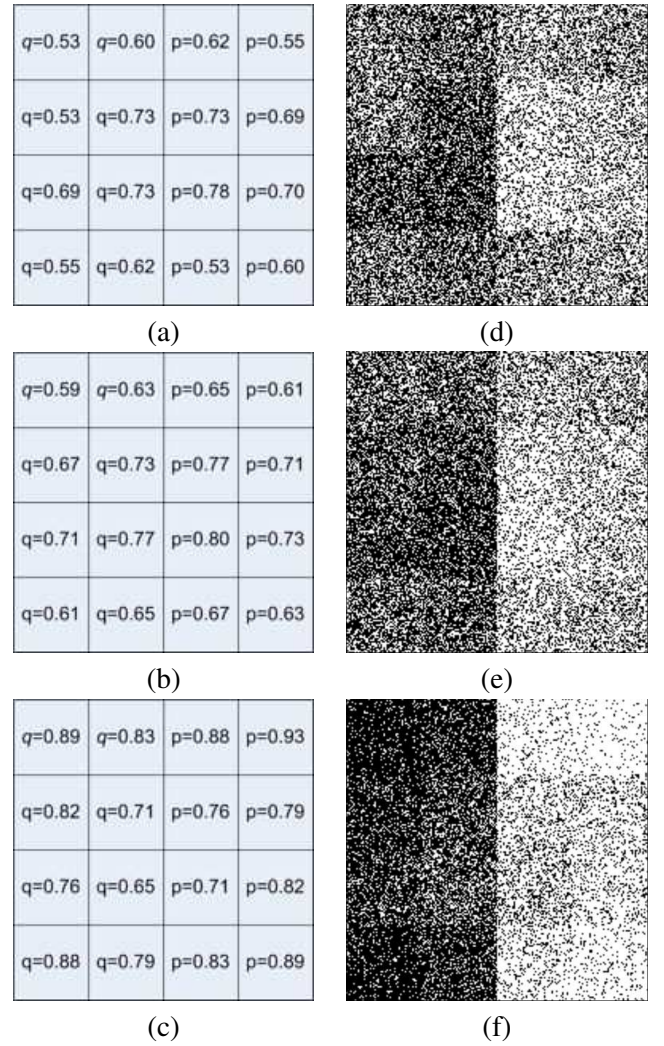 q=0.53 q=0.60 p=0.62 p=0.55
q=0.53 q=0.73 p=0.73 p=0.69
q=0.69 q=0.73 p=0.78 p=0.70
q=0.55 q=0.62 p=0.53 p=0.60
(a) (d)
q=0.59 q=0.63 p=0.65 p=0.61
q=0.67 q=0.73 p=0.77 p=0.71
q=0.71 q=0.77 p=0.80 p=0.73
q=0.61 q=0.65 p=0.67 p=0.63
(b) (e)
q=0.89 q=0.83 p=0.88 p=0.93
q=0.82 q=0.71 p=0.76 p=0.79
q=0.76 q=0.65 p=0.71 p=0.82
q=0.88 q=0.79 p=0.83 p=0.89
(c) (f)